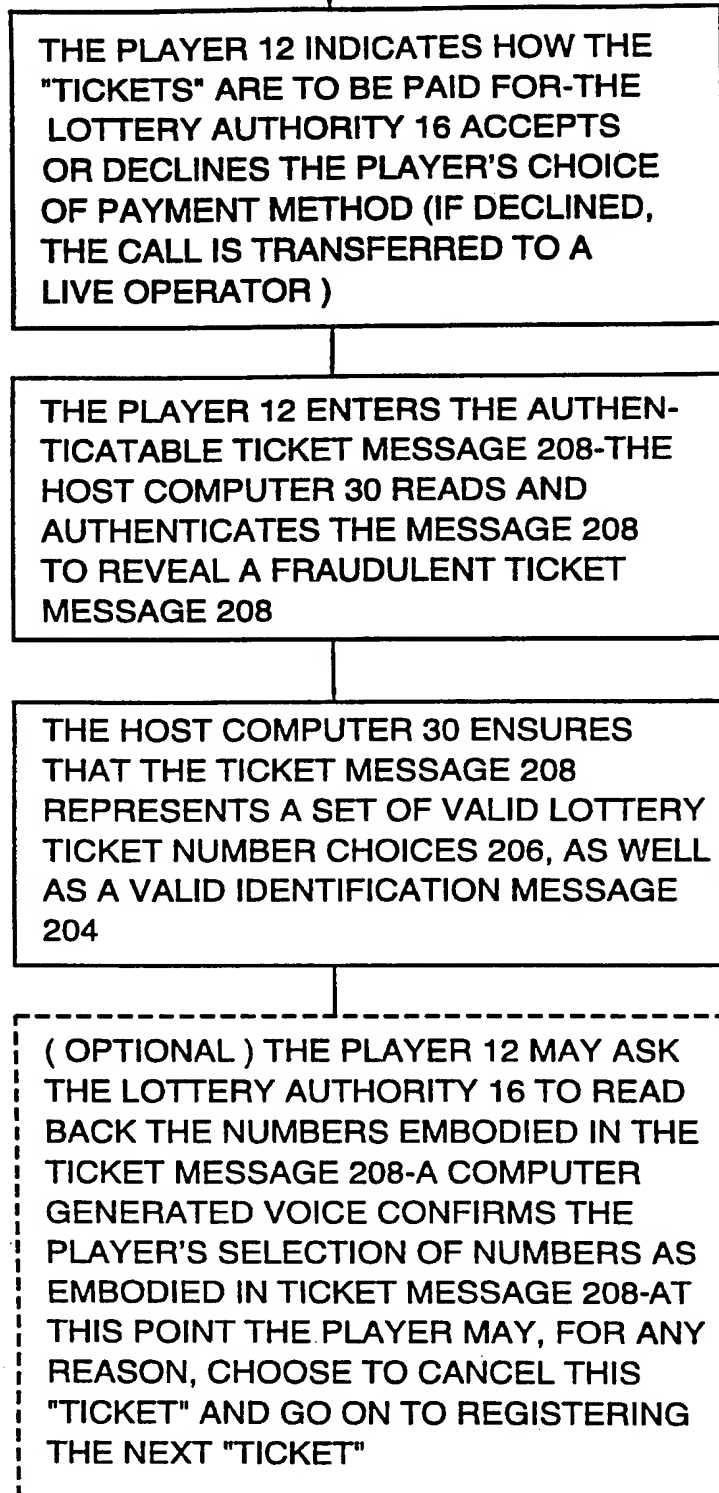 THE PLAYER 12 INDICATES HOW THE
"TICKETS" ARE TO BE PAID FOR-THE
LOTTERY AUTHORITY 16 ACCEPTS
OR DECLINES THE PLAYER'S CHOICE
OF PAYMENT METHOD (IF DECLINED,
THE CALL IS TRANSFERRED TO A
LIVE OPERATOR )
THE PLAYER 12 ENTERS THE AUTHEN-
TICATABLE TICKET MESSAGE 208-THE
HOST COMPUTER 30 READS AND
AUTHENTICATES THE MESSAGE 208
TO REVEAL A FRAUDULENT TICKET
MESSAGE 208
THE HOST COMPUTER 30 ENSURES
THAT THE TICKET MESSAGE 208
REPRESENTS A SET OF VALID LOTTERY
TICKET NUMBER CHOICES 206, AS WELL
AS A VALID IDENTIFICATION MESSAGE
204
( OPTIONAL ) THE PLAYER 12 MAY ASK
THE LOTTERY AUTHORITY 16 TO READ
BACK THE NUMBERS EMBODIED IN THE
TICKET MESSAGE 208-A COMPUTER
GENERATED VOICE CONFIRMS THE
PLAYER'S SELECTION OF NUMBERS AS
EMBODIED IN TICKET MESSAGE 208-AT
THIS POINT THE PLAYER MAY, FOR ANY
REASON, CHOOSE TO CANCEL THIS
"TICKET" AND GO ON TO REGISTERING
THE NEXT "TICKET"